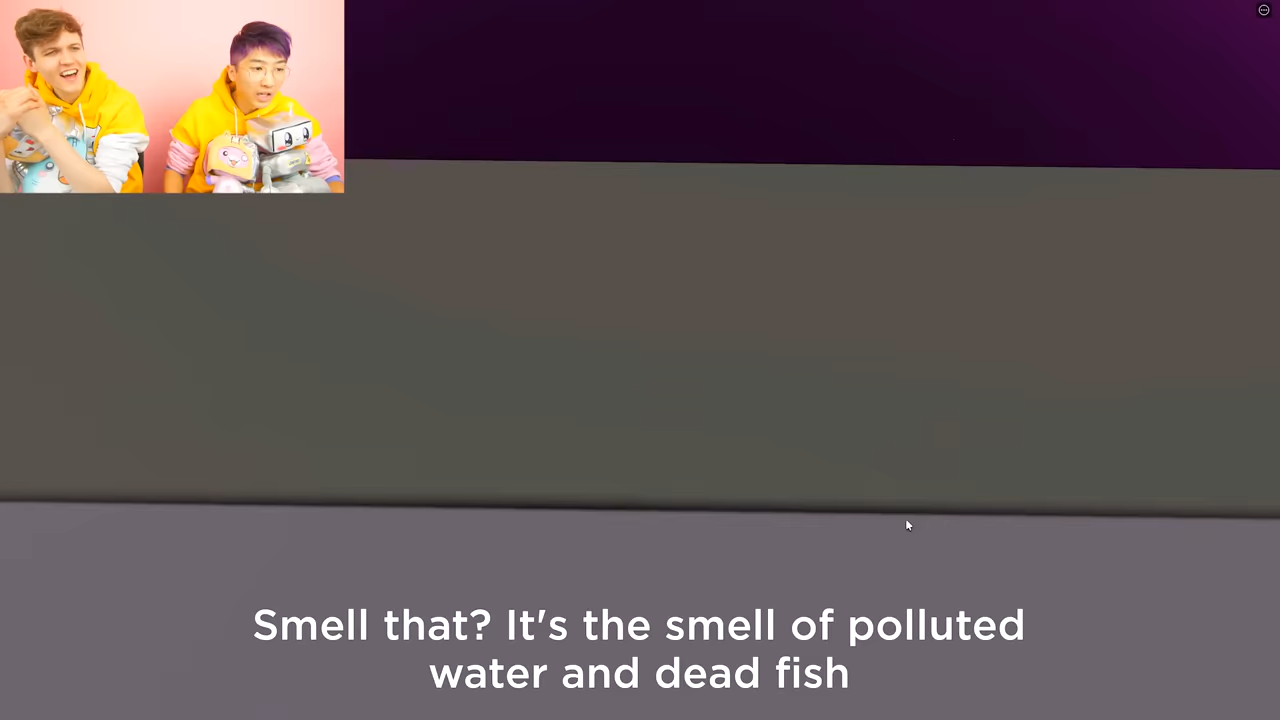 Smell that? It's the smell of polluted
water and dead fish